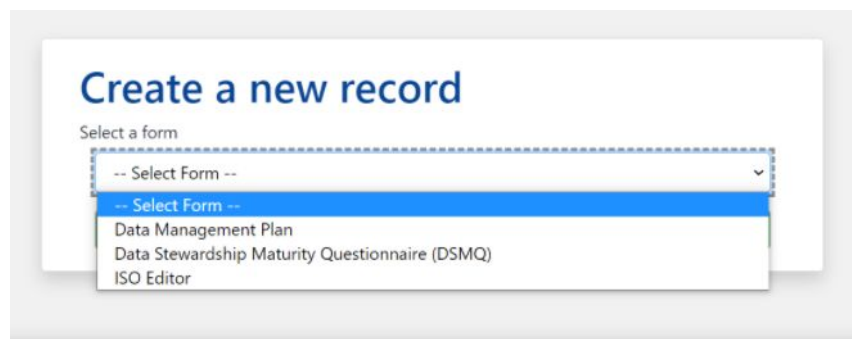 Create a new record
Select a form
-- Select Form --
-- Select Form --
Data Management Plan
Data Stewardship Maturity Questionnaire (DSMQ)
ISO Editor